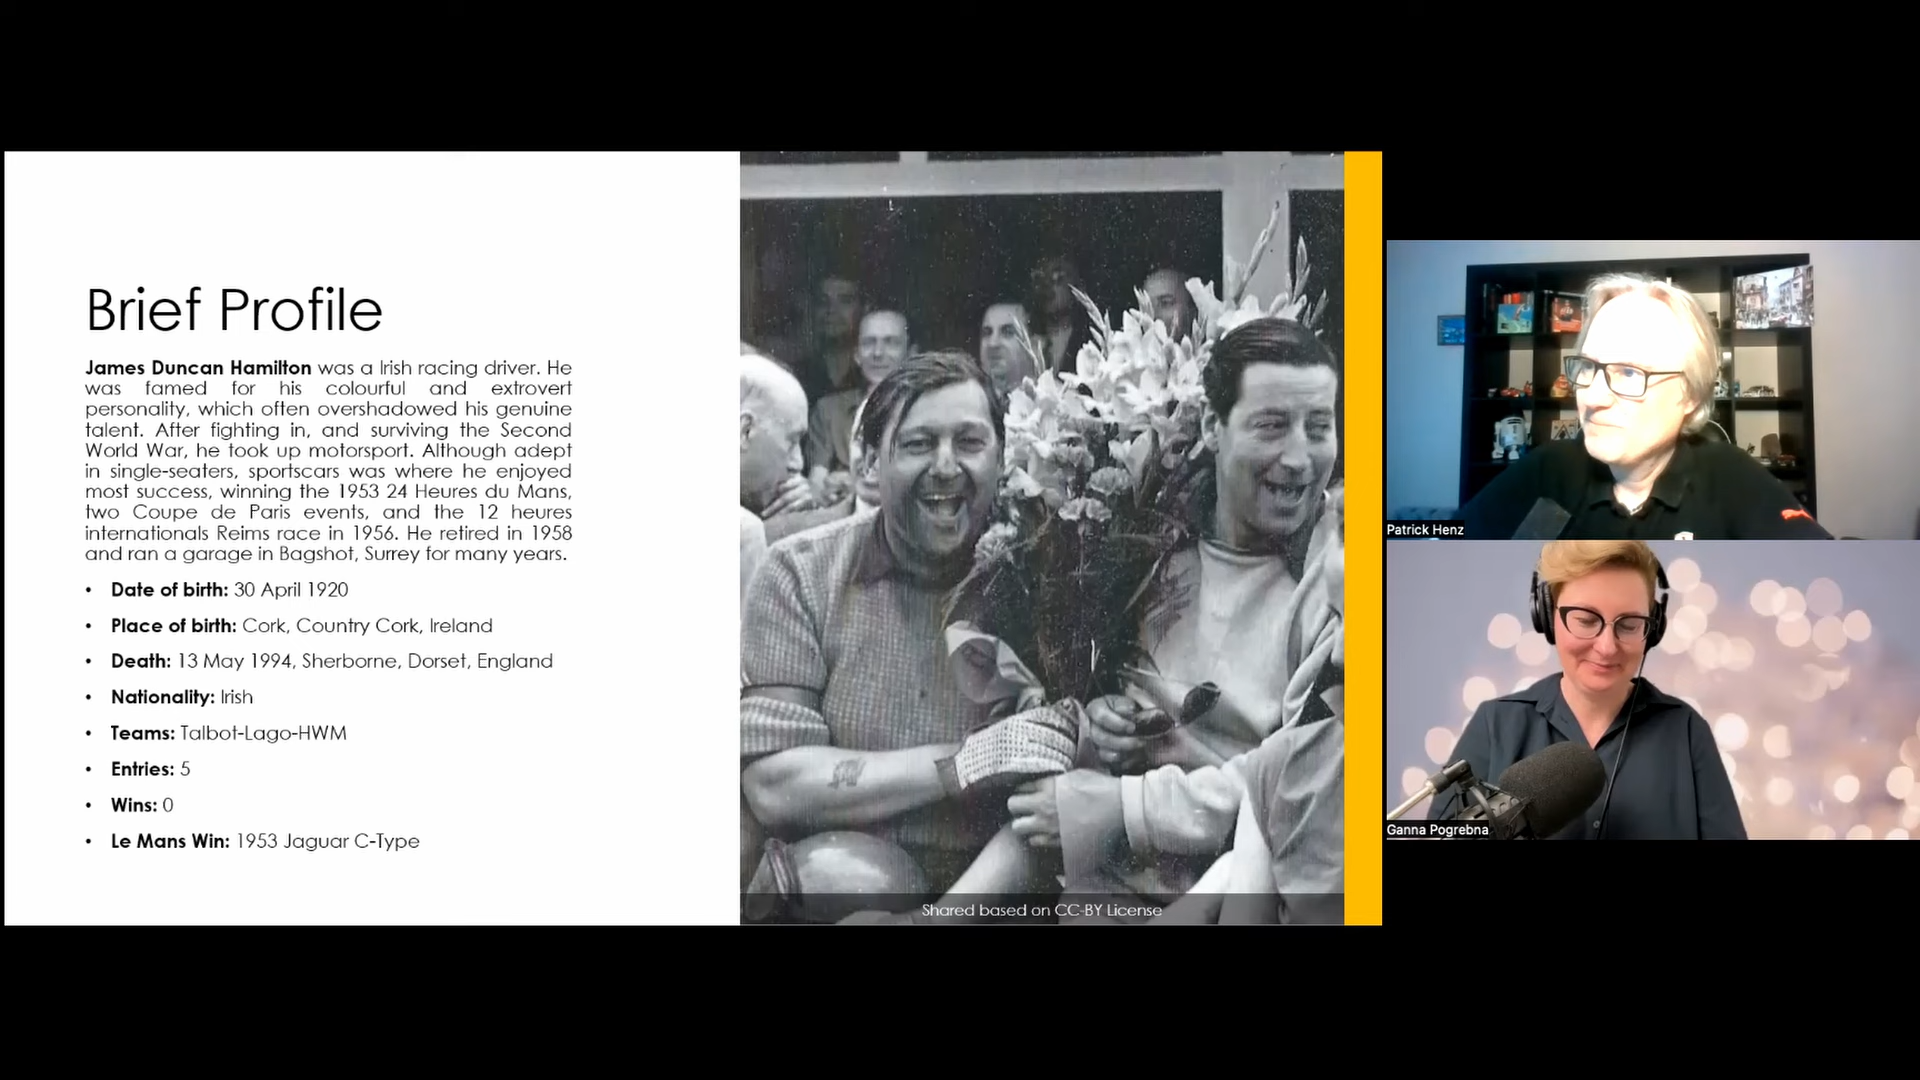 Brief Profile
James Duncan Hamilton was a Irish racing driver. He
was famed for his colourful and extrovert
personality, which often overshadowed his genuine
talent. After fighting in, and surviving the Second
World War, he took up motorsport. Although adept
in single-seaters, sportscars was where he enjoyed
most success, winning the 1953 24 Heures du Mans,
two Coupe de Paris events, and the 12 heures
internationals Reims race in 1956. He retired in 1958
and ran a garage in Bagshot, Surrey for many years.
• Date of birth: 30 April 1920
• Place of birth: Cork, Country Cork, Ireland
• Death: 13 May 1994, Sherborne, Dorset, England
• Nationality: Irish
• Teams: Talbot-Lago-HWM
• Entries: 5
• Wins: 0
• Le Mans Win: 1953 Jaguar C-Type
Shared based on CC-BY License
Patrick Henz
Ganna Pogrebna